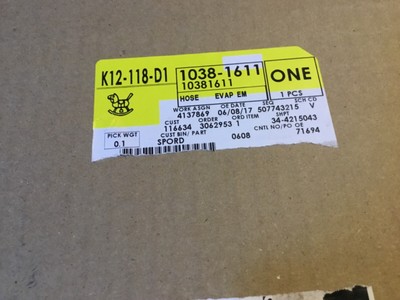 K12-118-D1 1038-1611 ONE
10381611
HOSE EVAP EM 1 PCS
WORK ASGN OE DATE SEQ SCH CG
4137869 06/08/17 507743215 V
CUST ORDER ORD ITEM SHPT
116634 3062953 1 34-4215043
PICK WGT CUST BIN/PART CNTL NO/PO OE
0.1 SPORD 0608 71694